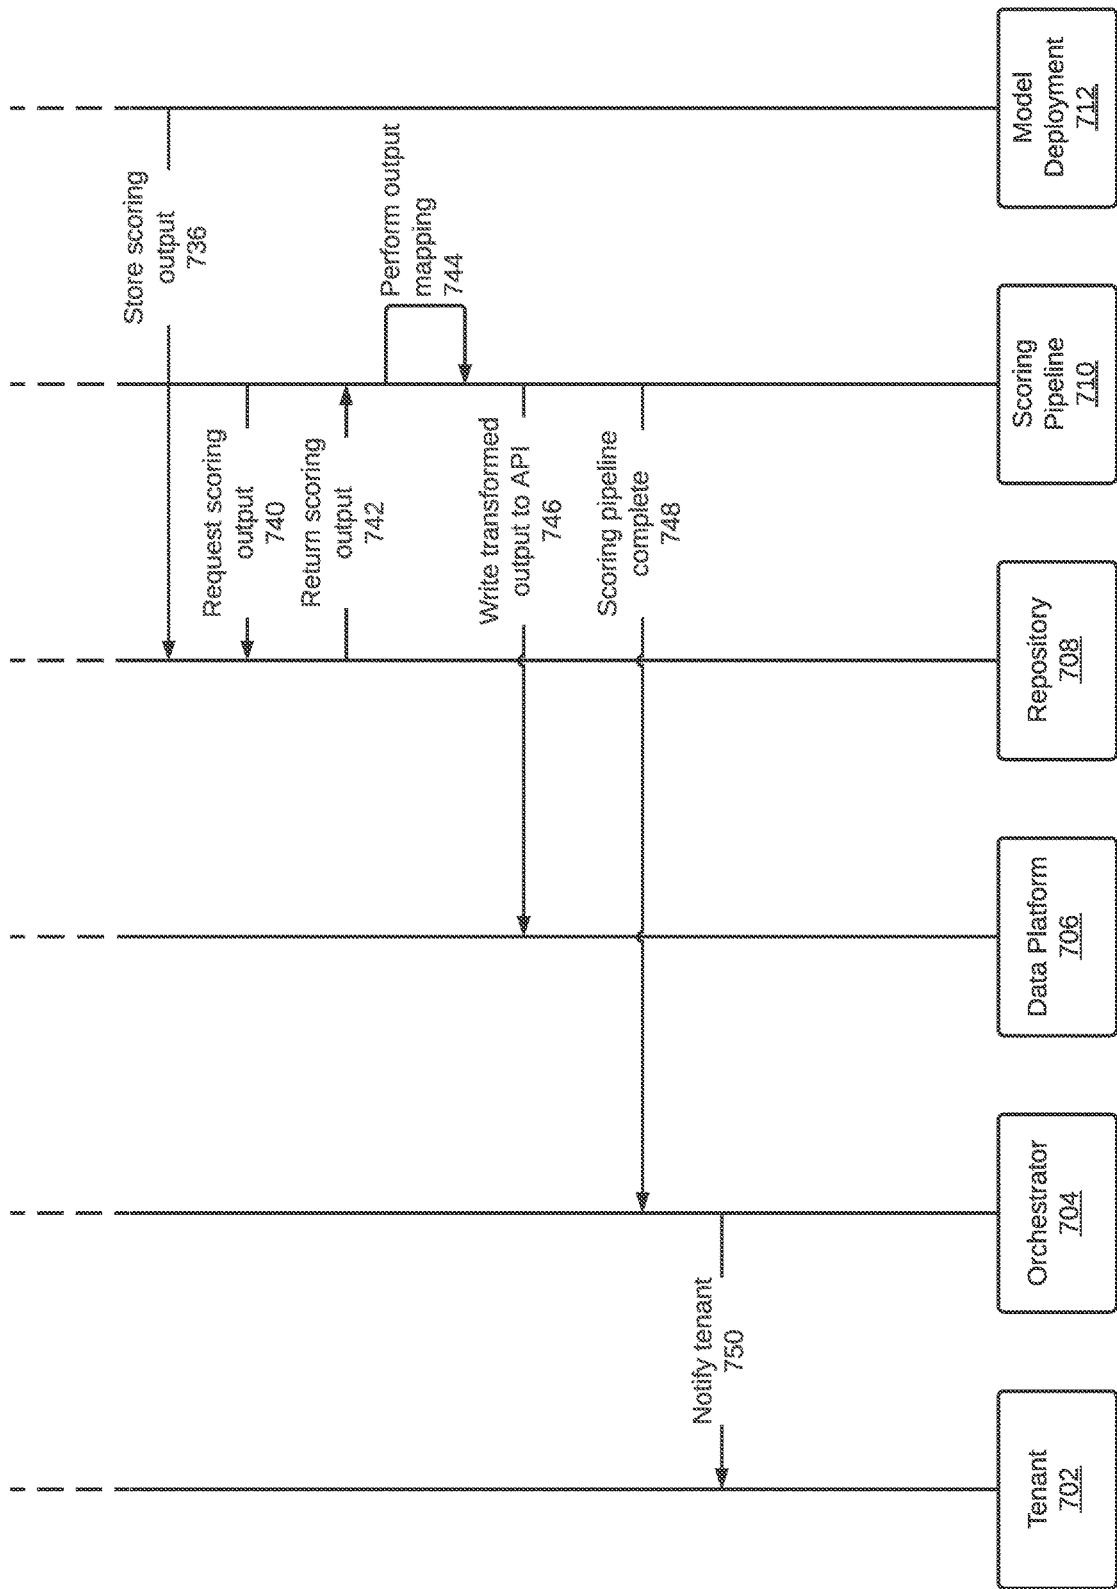 Store scoring
output
736
Request scoring
output
740
Return scoring
output
742
Perform output
mapping
744
Write transformed
output to API
746
Scoring pipeline
complete
748
Notify tenant
750
Tenant
702
Orchestrator
704
Data Platform
706
Repository
708
Scoring
Pipeline
710
Model
Deployment
712